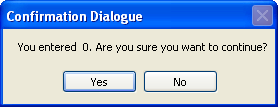 Confirmation Dialogue
You entered  0. Are you sure you want to continue?
Yes
No